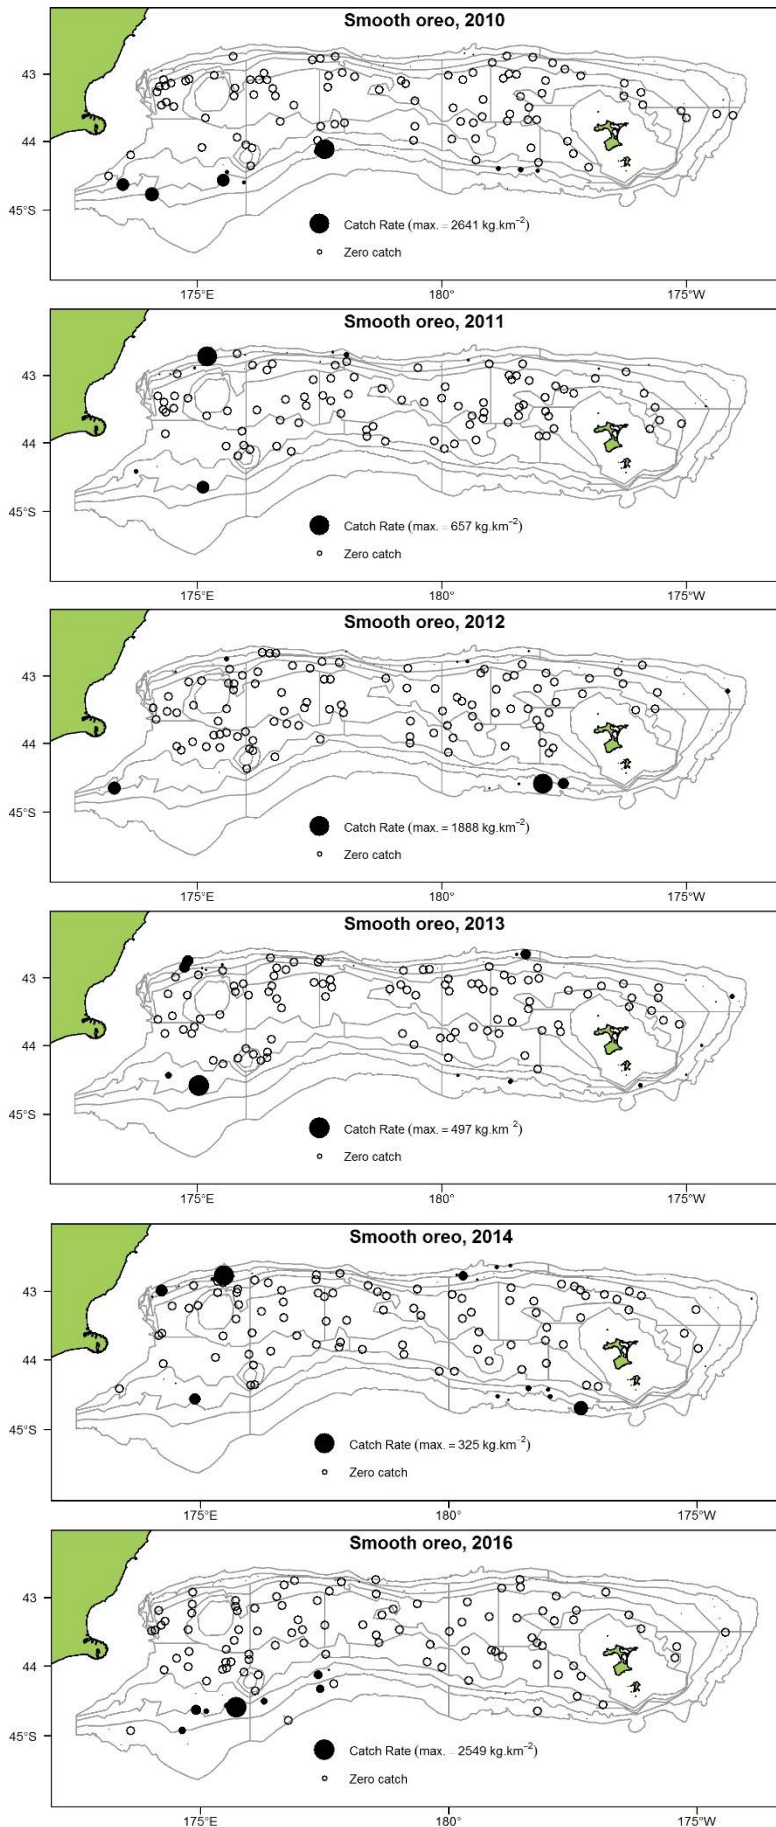 Smooth oreo, 2010
43
44
45°S
Catch Rate (max. = 2641 kg.km⁻²)
Zero catch
175°E 180° 175°W
Smooth oreo, 2011
43
44
45°S
Catch Rate (max. = 657 kg.km⁻²)
Zero catch
175°E 180° 175°W
Smooth oreo, 2012
43
44
45°S
Catch Rate (max. = 1888 kg.km⁻²)
Zero catch
175°E 180° 175°W
Smooth oreo, 2013
43
44
45°S
Catch Rate (max. = 497 kg.km ²)
Zero catch
175°E 180° 175°W
Smooth oreo, 2014
43
44
45°S
Catch Rate (max. = 325 kg.km⁻²)
Zero catch
175°E 180° 175°W
Smooth oreo, 2016
43
44
45°S
Catch Rate (max. = 2549 kg.km⁻²)
Zero catch
175°E 180° 175°W